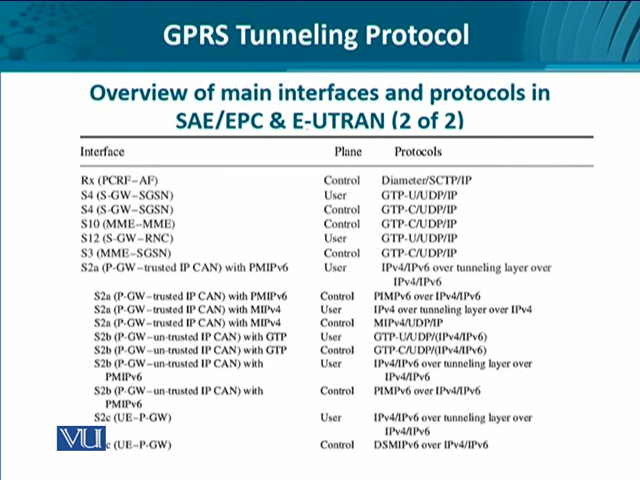 GPRS Tunneling Protocol
Overview of main interfaces and protocols in
SAE/EPC & E-UTRAN (2 of 2)
Interface Plane Protocols
Rx (PCRF–AF) Control Diameter/SCTP/IP
S4 (S-GW–SGSN) User GTP-U/UDP/IP
S4 (S-GW–SGSN) Control GTP-C/UDP/IP
S10 (MME–MME) Control GTP-C/UDP/IP
S12 (S-GW–RNC) User GTP-U/UDP/IP
S3 (MME–SGSN) Control GTP-C/UDP/IP
S2a (P-GW–trusted IP CAN) with PMIPv6 User IPv4/IPv6 over tunneling layer over
IPv4/IPv6
S2a (P-GW–trusted IP CAN) with PMIPv6 Control PIMPv6 over IPv4/IPv6
S2a (P-GW–trusted IP CAN) with MIPv4 User IPv4 over tunneling layer over IPv4
S2a (P-GW–trusted IP CAN) with MIPv4 Control MIPv4/UDP/IP
S2b (P-GW–un-trusted IP CAN) with GTP User GTP-U/UDP/(IPv4/IPv6)
S2b (P-GW–un-trusted IP CAN) with GTP Control GTP-C/UDP/(IPv4/IPv6)
S2b (P-GW–un-trusted IP CAN) with User IPv4/IPv6 over tunneling layer over
PMIPv6 IPv4/IPv6
S2b (P-GW–un-trusted IP CAN) with Control PIMPv6 over IPv4/IPv6
PMIPv6
S2c (UE–P-GW) User IPv4/IPv6 over tunneling layer over
IPv4/IPv6
VU
c (UE–P-GW) Control DSMIPv6 over IPv4/IPv6